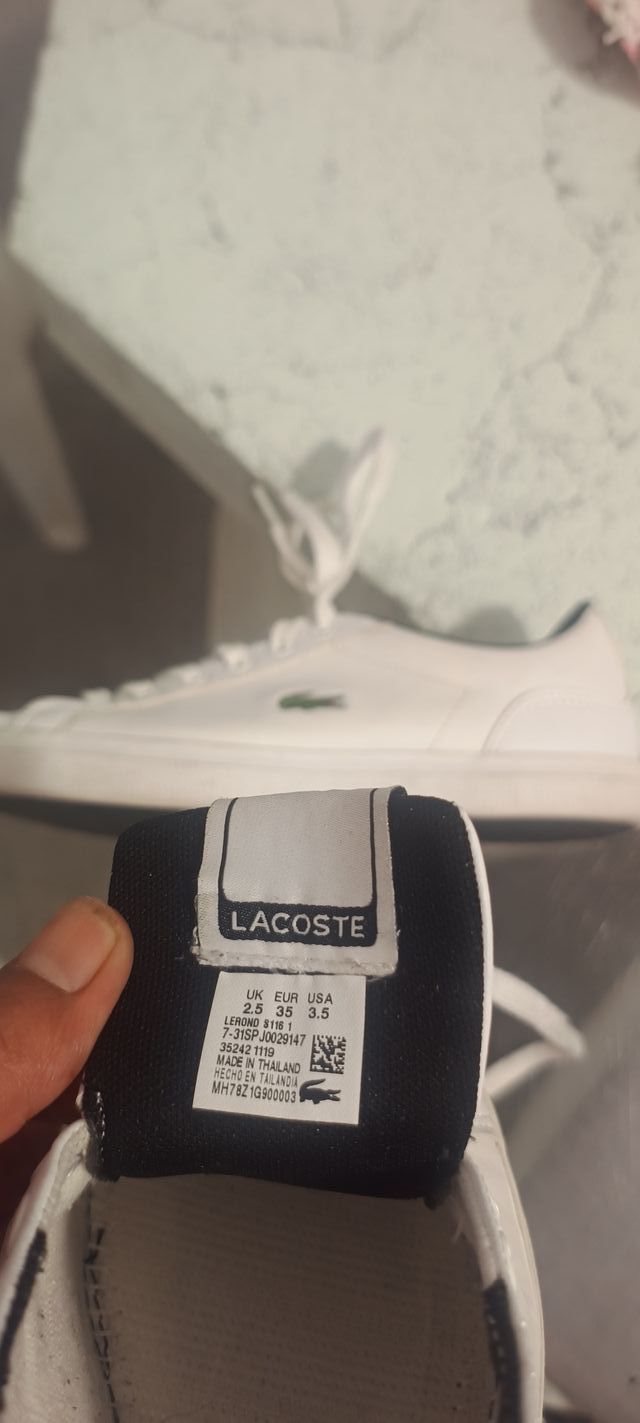 LACOSTE
UK EUR USA
2.5 35 3.5
LEROND S116 1
7-31SPJ0029147
35242 1119
MADE IN THAILAND
HECHO EN TAILANDIA
MH78Z1G900003